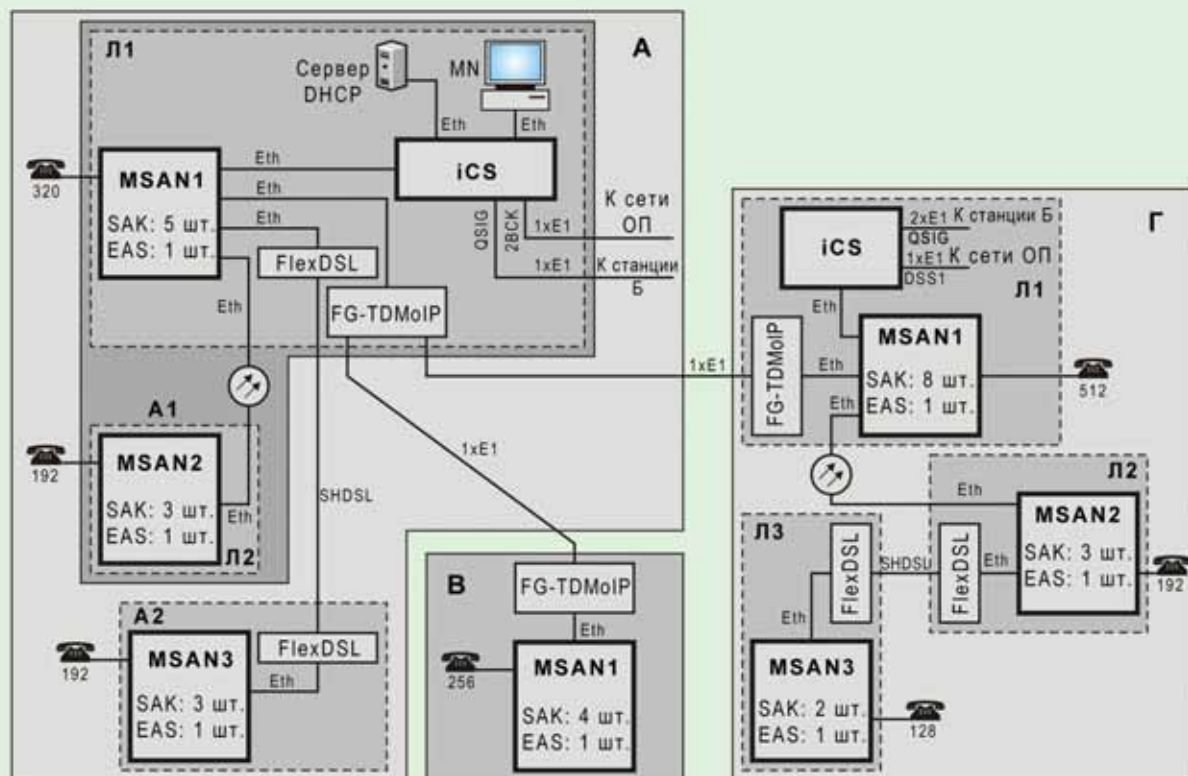 Л1
А
Сервер
DHCP
MN
Eth
Eth
MSAN1
SAK: 5 шт.
EAS: 1 шт.
320
Eth
Eth
Eth
iCS
QSIG
2ВСК
1xE1
К сети
ОП
1xE1
К станции
Б
FlexDSL
FG-TDMoIP
Eth
А1
MSAN2
SAK: 3 шт.
EAS: 1 шт.
192
Eth
Л2
SHDSL
1xE1
1xE1
А2
MSAN3
SAK: 3 шт.
EAS: 1 шт.
192
FlexDSL
Eth
В
FG-TDMoIP
Eth
MSAN1
SAK: 4 шт.
EAS: 1 шт.
256
Г
iCS
2xE1 К станции Б
QSIG
1xE1 К сети ОП
DSS1
Л1
Eth
FG-TDMoIP
Eth
MSAN1
SAK: 8 шт.
EAS: 1 шт.
512
Eth
Л2
Eth
MSAN2
SAK: 3 шт.
EAS: 1 шт.
192
Л3
FlexDSL
SHDSL
FlexDSL
Eth
Eth
MSAN3
SAK: 2 шт.
EAS: 1 шт.
128